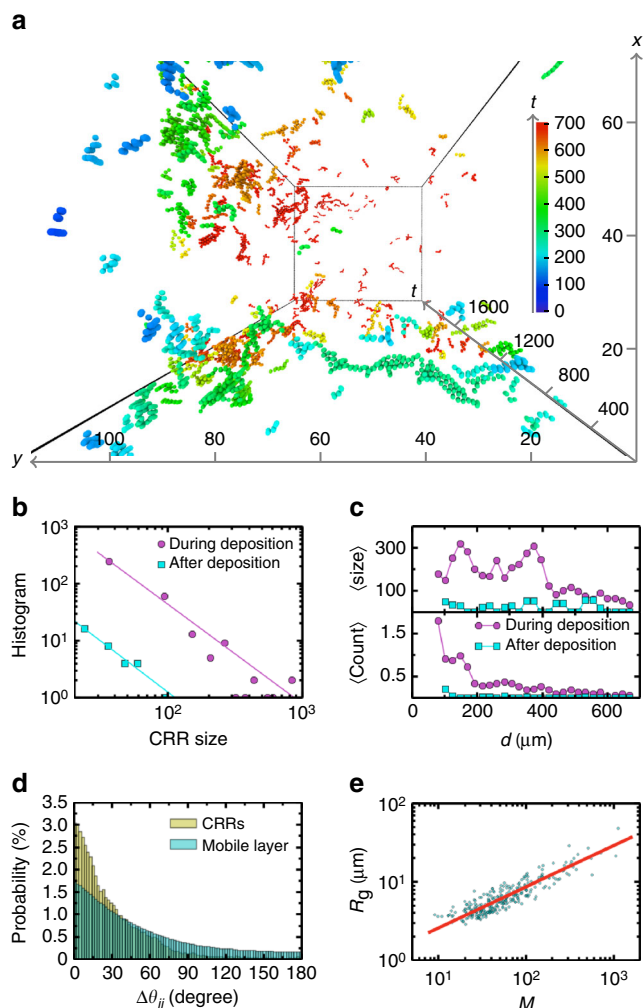 a
x
t
700
600
500
400
300
200
100
0
60
40
20
t
1600
1200
800
400
100
80
60
40
20
y
b
Histogram
10³
10²
10¹
10⁰
During deposition
After deposition
10²
10³
CRR size
c
⟨size⟩
300
100
⟨Count⟩
1.5
0.5
During deposition
After deposition
0
200
400
600
d (μm)
d
Probability (%)
3.5
3.0
2.5
2.0
1.5
1.0
0.5
0.0
CRRs
Mobile layer
0
30
60
90
120
150
180
Δθij (degree)
e
Rg (μm)
10²
10¹
10⁰
10¹
10²
10³
M